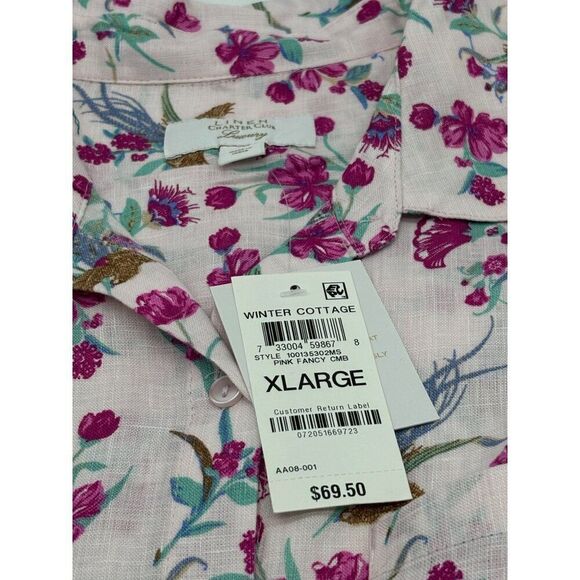 LINEN
CHARTER CLUB
Luxury
WINTER COTTAGE
7 33004 59867 8
STYLE 100135302MS
PINK FANCY CMB
XLARGE
Customer Return Label
072051669723
AA08-001
$69.50